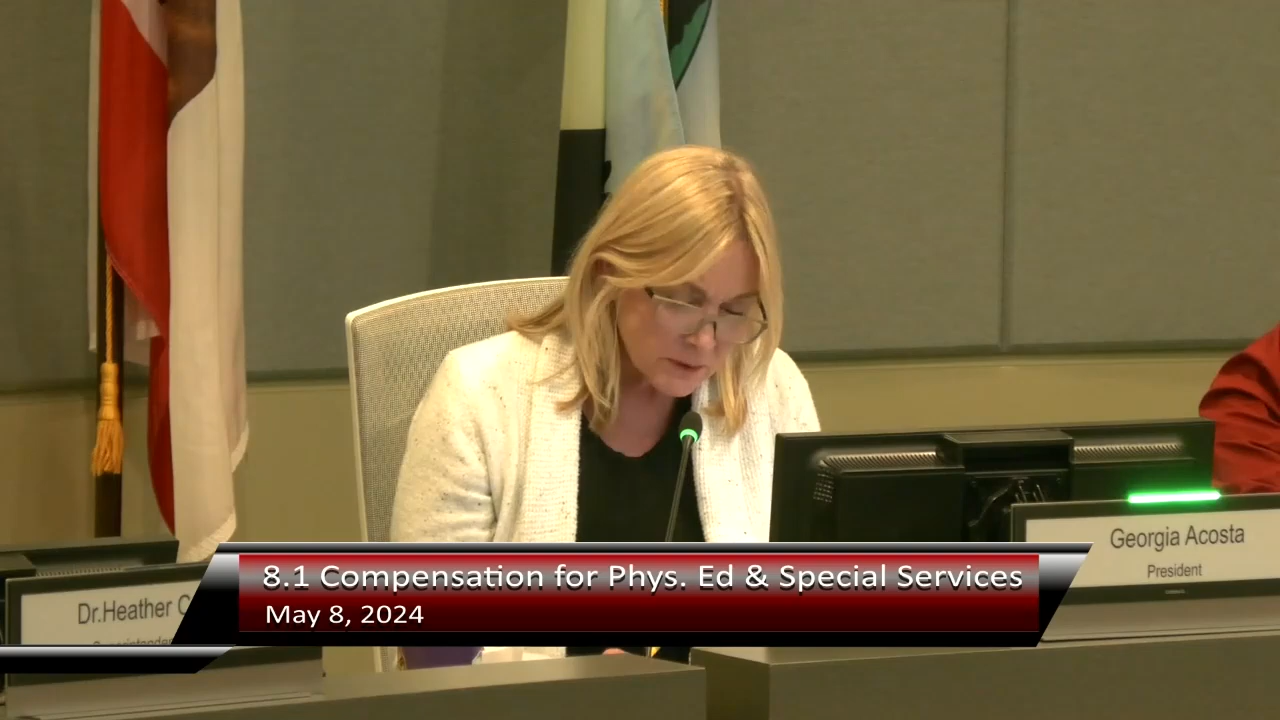 Georgia Acosta
President
Dr.Heather
8.1 Compensation for Phys. Ed & Special Services
May 8, 2024